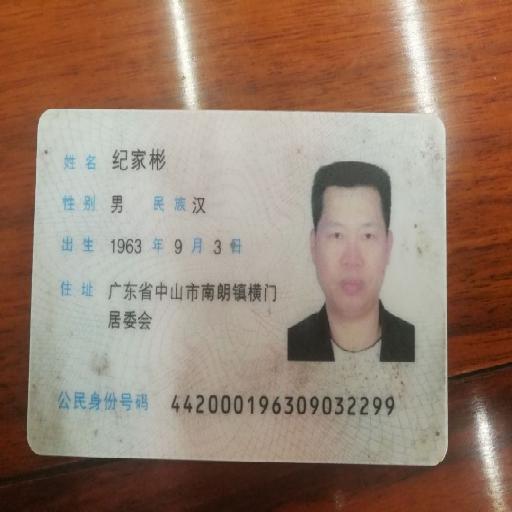 姓名 纪家彬
性别 男 民族 汉
出生 1963 年 9 月 3 日
住址 广东省中山市南朗镇横门
居委会
公民身份号码 442000196309032299